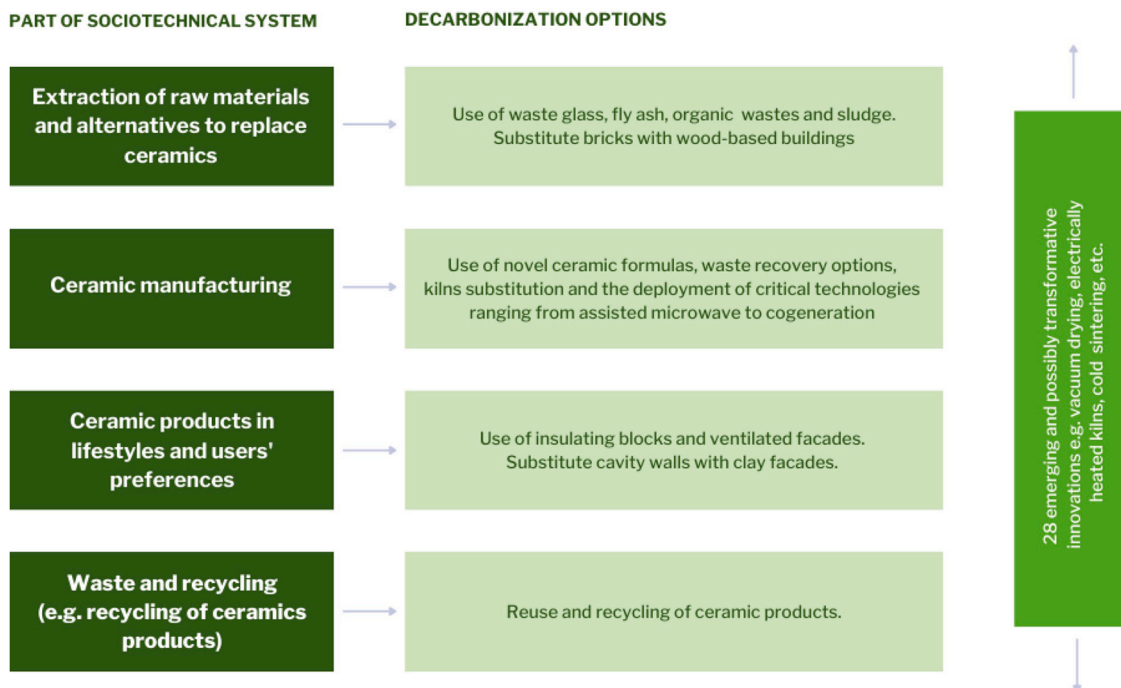 PART OF SOCIOTECHNICAL SYSTEM
DECARBONIZATION OPTIONS
Extraction of raw materials
and alternatives to replace
ceramics
Use of waste glass, fly ash, organic wastes and sludge.
Substitute bricks with wood-based buildings
Ceramic manufacturing
Use of novel ceramic formulas, waste recovery options,
kilns substitution and the deployment of critical technologies
ranging from assisted microwave to cogeneration
Ceramic products in
lifestyles and users'
preferences
Use of insulating blocks and ventilated facades.
Substitute cavity walls with clay facades.
Waste and recycling
(e.g. recycling of ceramics
products)
Reuse and recycling of ceramic products.
28 emerging and possibly transformative
innovations e.g. vacuum drying, electrically
heated kilns, cold sintering, etc.